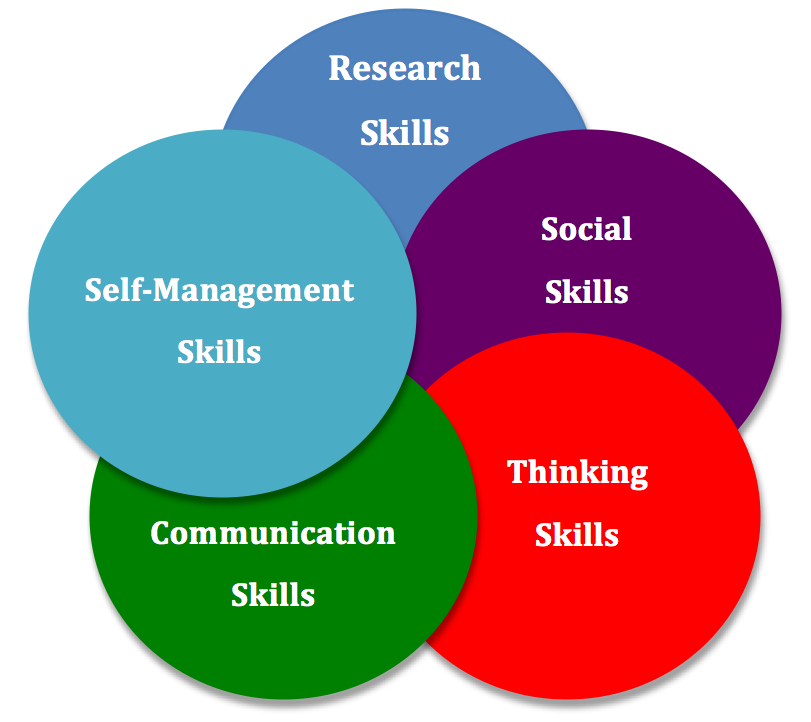 Research
Skills
Social
Skills
Self-Management
Skills
Thinking
Skills
Communication
Skills